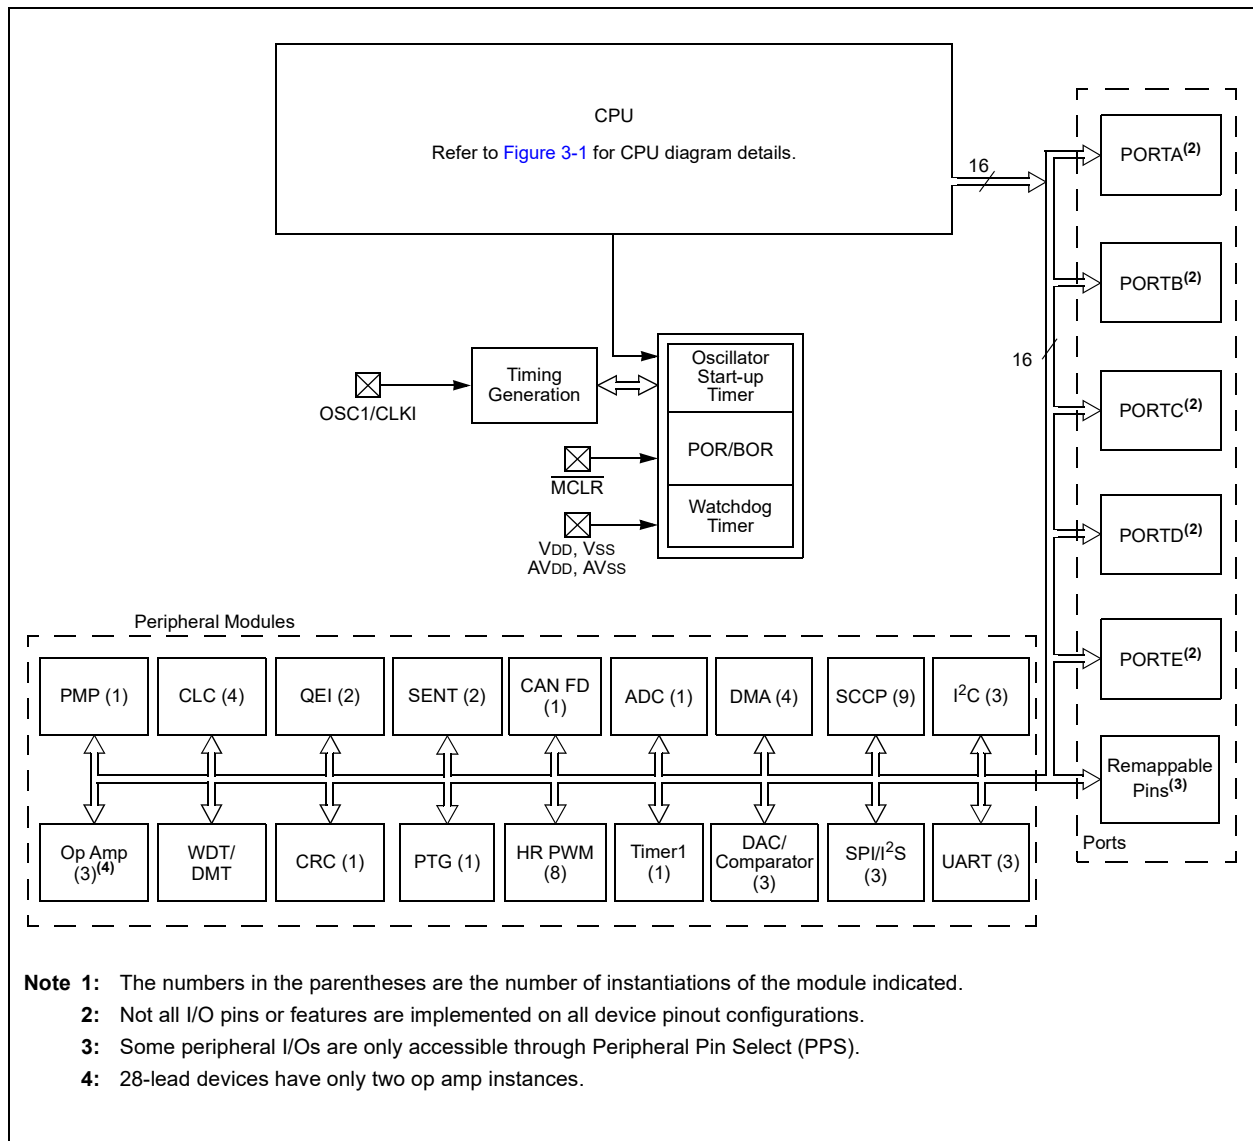 CPU
Refer to Figure 3-1 for CPU diagram details.
16
PORTA(2)
PORTB(2)
16
PORTC(2)
PORTD(2)
PORTE(2)
Remappable
Pins(3)
Ports
Timing
Generation
OSC1/CLKI
Oscillator
Start-up
Timer
POR/BOR
Watchdog
Timer
MCLR
VDD, VSS
AVDD, AVSS
Peripheral Modules
PMP (1)
CLC (4)
QEI (2)
SENT (2)
CAN FD
(1)
ADC (1)
DMA (4)
SCCP (9)
I2C (3)
Op Amp
(3)(4)
WDT/
DMT
CRC (1)
PTG (1)
HR PWM
(8)
Timer1
(1)
DAC/
Comparator
(3)
SPI/I2S
(3)
UART (3)
Note 1: The numbers in the parentheses are the number of instantiations of the module indicated.
2: Not all I/O pins or features are implemented on all device pinout configurations.
3: Some peripheral I/Os are only accessible through Peripheral Pin Select (PPS).
4: 28-lead devices have only two op amp instances.